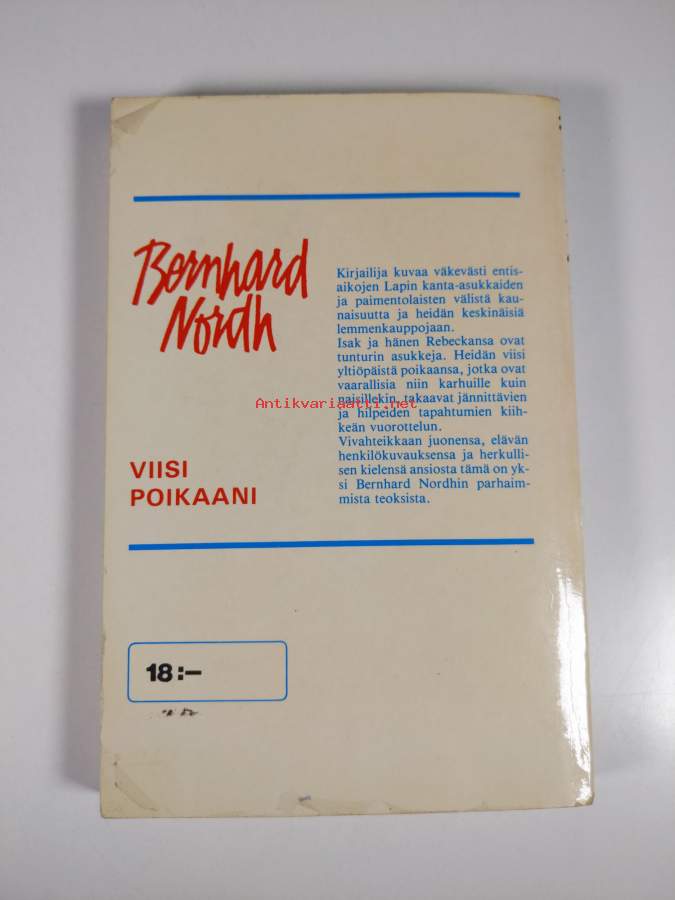 Bernhard
Nordh
VIISI
POIKAANI
Kirjailija kuvaa väkevästi entis-
aikojen Lapin kanta-asukkaiden
ja paimentolaisten välistä kau-
naisuutta ja heidän keskinäisiä
lemmenkauppojaan.
Isak ja hänen Rebeckansa ovat
tunturin asukkeja. Heidän viisi
yltiöpäistä poikaansa, jotka ovat
vaarallisia niin karhuille kuin
naisillekin, takaavat jännittävien
ja hilpeiden tapahtumien kiih-
keän vuorottelun.
Vivahteikkaan juonensa, elävän
henkilökuvauksensa ja herkulli-
sen kielensä ansiosta tämä on yk-
si Bernhard Nordhin parhaim-
mista teoksista.
Antikvariaatti.net
18:–